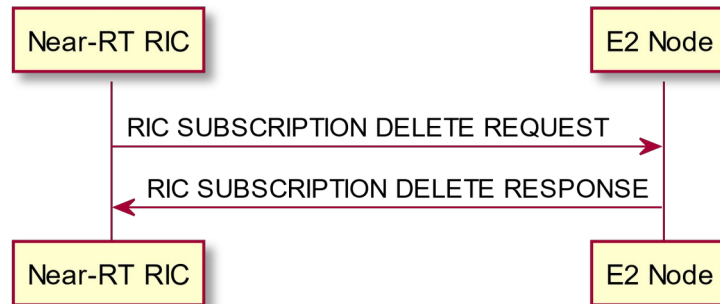 Near-RT RIC
E2 Node
RIC SUBSCRIPTION DELETE REQUEST
RIC SUBSCRIPTION DELETE RESPONSE
Near-RT RIC
E2 Node